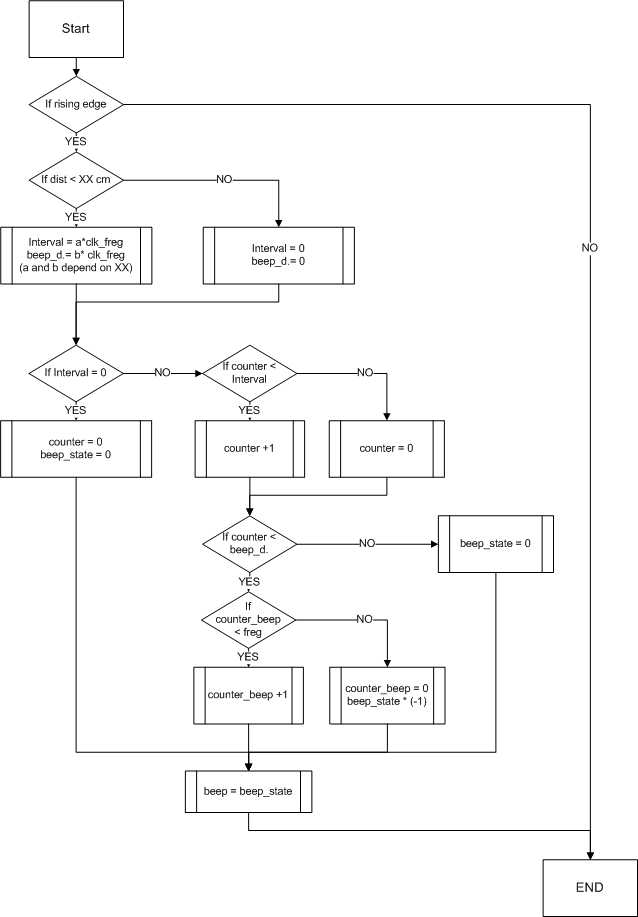 Start
If rising edge
YES
If dist < XX cm
NO
YES
Interval = a*clk_freg
beep_d.= b* clk_freg
(a and b depend on XX)
Interval = 0
beep_d.= 0
NO
If Interval = 0
NO
If counter <
Interval
NO
YES
YES
counter = 0
beep_state = 0
counter +1
counter = 0
If counter <
beep_d.
NO
beep_state = 0
YES
If
counter_beep
< freg
NO
YES
counter_beep +1
counter_beep = 0
beep_state * (-1)
beep = beep_state
END